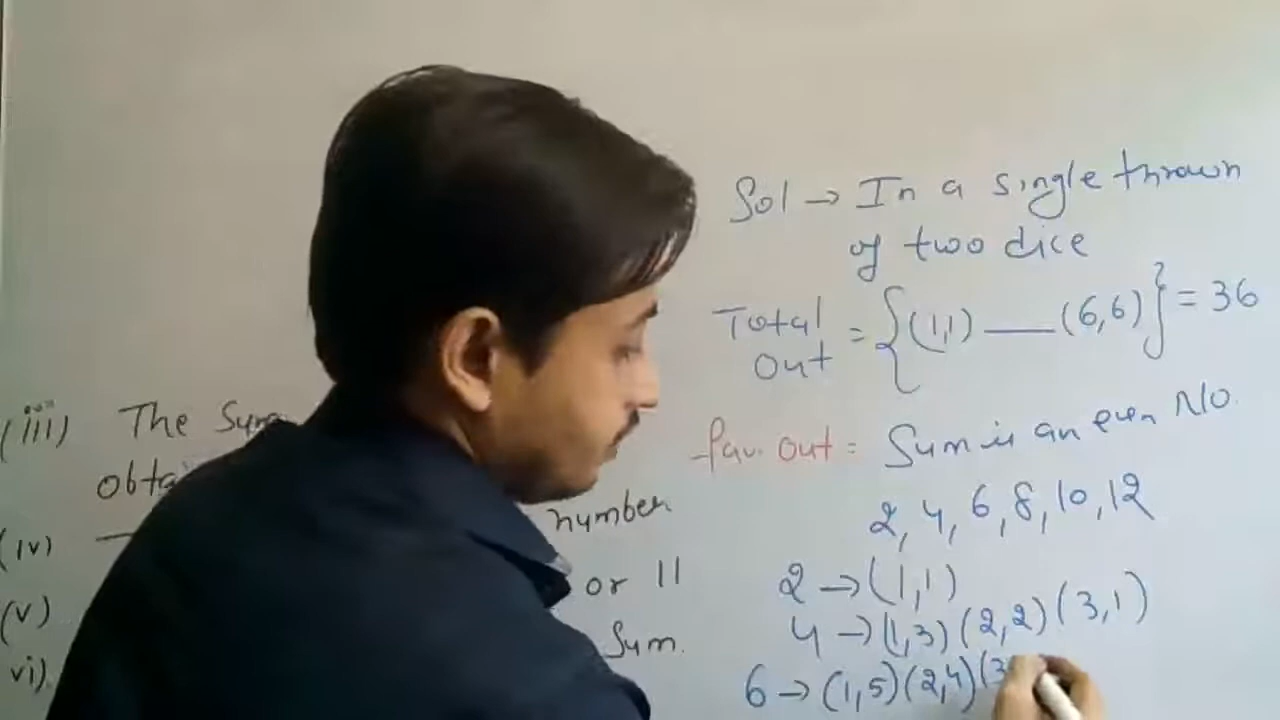 (iii) The Sum
obta
number
(iv)
(v) or 11
vi). Sum.
Sol → In a single thrown
of two dice
Total Out = {(1,1) — (6,6)} = 36
fav. out = Sum is an even No.
2, 4, 6, 8, 10, 12
2 → (1,1)
4 → (1,3) (2,2) (3,1)
6 → (1,5) (2,4) (3